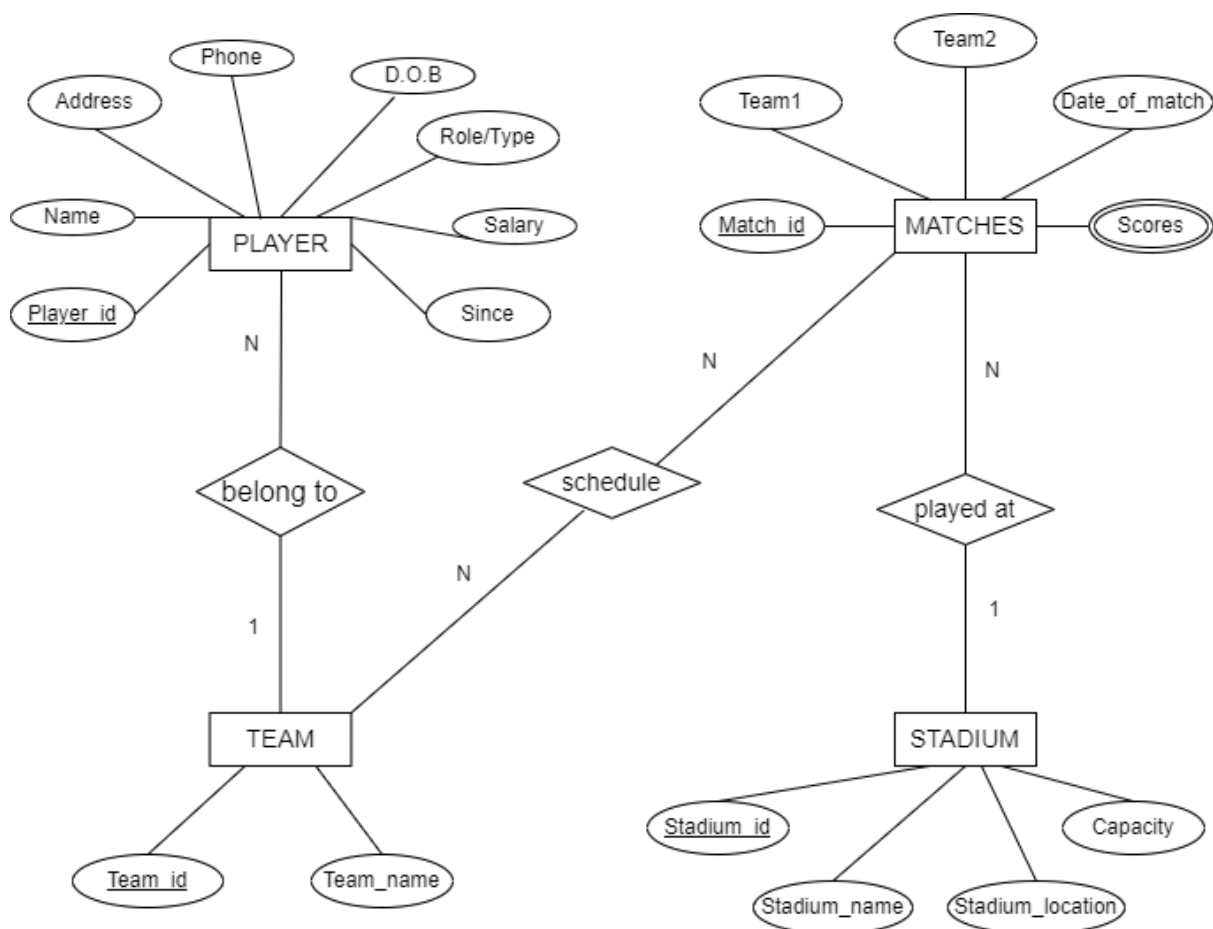 Team2
Phone
D.O.B
Address
Team1
Date_of_match
Role/Type
Name
PLAYER
Salary
Match_id
MATCHES
Scores
Player_id
Since
N
N
N
belong to
schedule
played at
N
1
1
TEAM
STADIUM
Stadium_id
Capacity
Team_id
Team_name
Stadium_name
Stadium_location